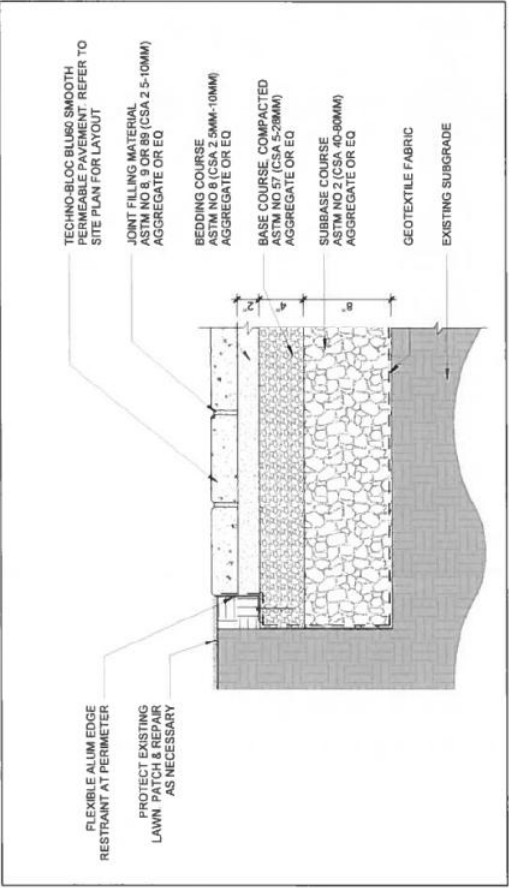 TECHNO-BLOC BLU60 SMOOTH
PERMEABLE PAVEMENT. REFER TO
SITE PLAN FOR LAYOUT
JOINT FILLING MATERIAL
ASTM NO 8, 9 OR 89 (CSA 2 5-10MM)
AGGREGATE OR EQ
BEDDING COURSE
ASTM NO 8 (CSA 2 5MM-10MM)
AGGREGATE OR EQ
BASE COURSE, COMPACTED
ASTM NO 57 (CSA 5-28MM)
AGGREGATE OR EQ
SUBBASE COURSE
ASTM NO 2 (CSA 40-80MM)
AGGREGATE OR EQ
GEOTEXTILE FABRIC
EXISTING SUBGRADE
2"
4"
8"
FLEXIBLE ALUM EDGE
RESTRAINT AT PERIMETER
PROTECT EXISTING
LAWN. PATCH & REPAIR
AS NECESSARY